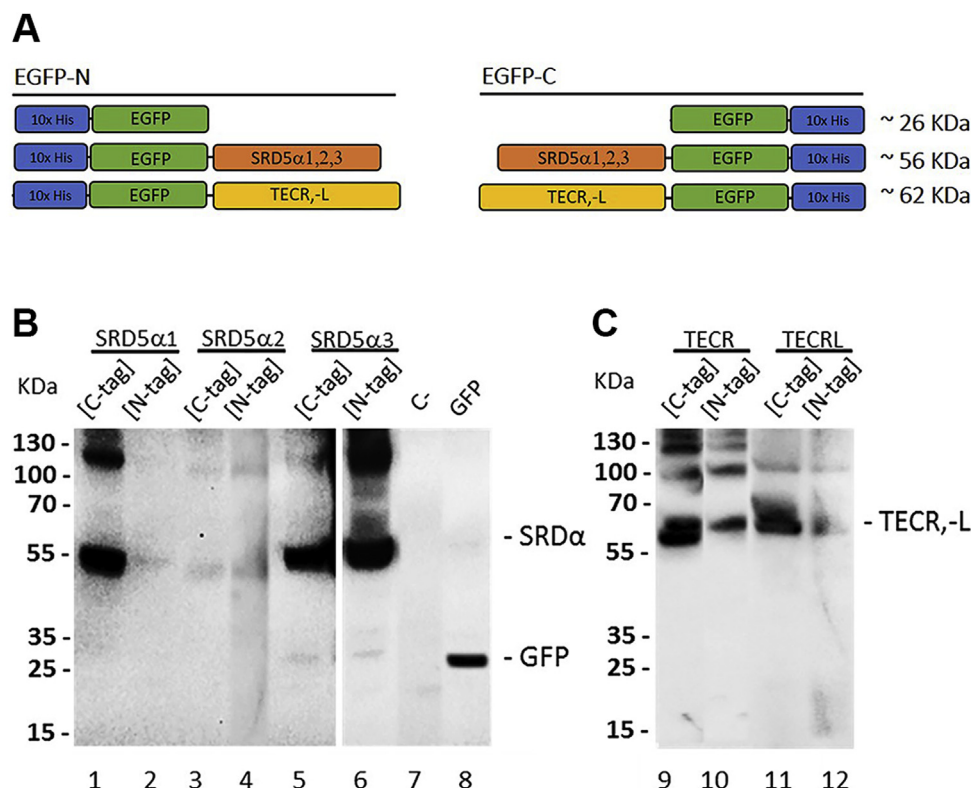 A
EGFP-N EGFP-C
10x His EGFP EGFP 10x His ~ 26 KDa
10x His EGFP SRD5α1,2,3 SRD5α1,2,3 EGFP 10x His ~ 56 KDa
10x His EGFP TECR,-L TECR,-L EGFP 10x His ~ 62 KDa
B
SRD5α1 SRD5α2 SRD5α3
KDa [C-tag] [N-tag] [C-tag] [N-tag] [C-tag] [N-tag] C- GFP
130 -
100 -
70 -
- SRDα
55 -
35 -
- GFP
25 -
15 -
1 2 3 4 5 6 7 8
C
TECR TECRL
KDa [C-tag] [N-tag] [C-tag] [N-tag]
130 -
100 -
70 -
- TECR,-L
55 -
35 -
25 -
15 -
9 10 11 12